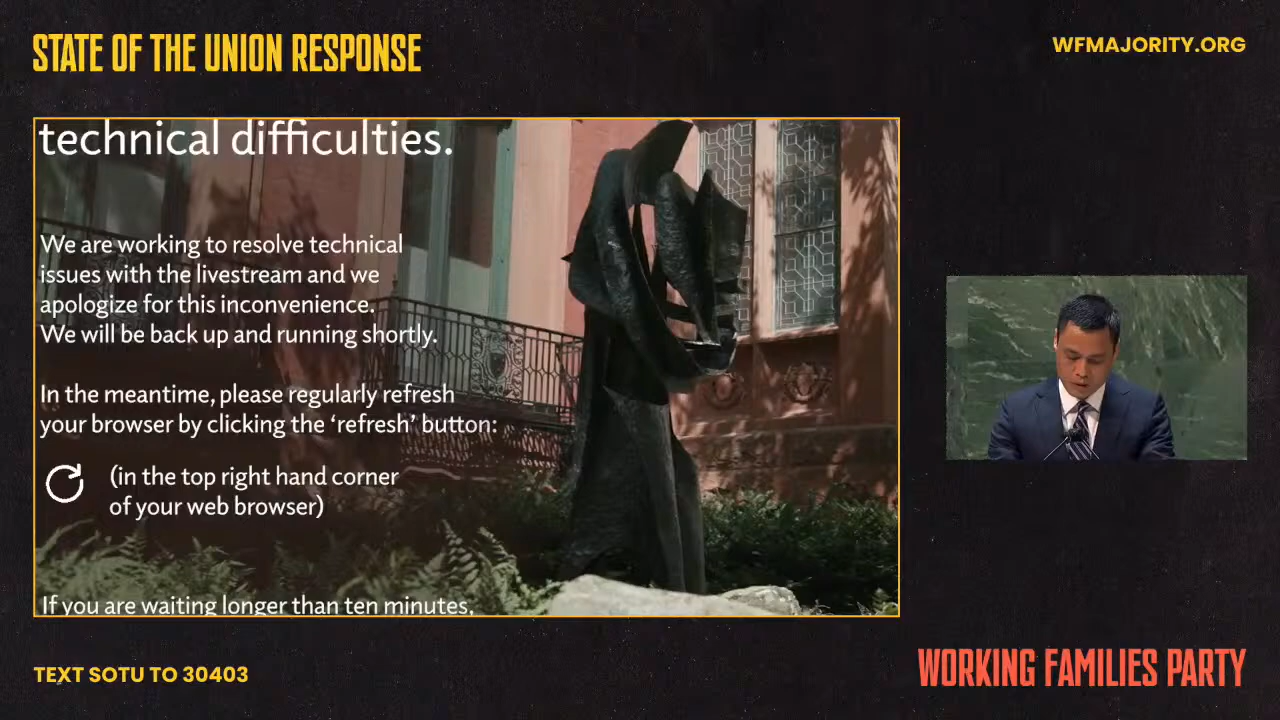 STATE OF THE UNION RESPONSE
WFMAJORITY.ORG
technical difficulties.
We are working to resolve technical
issues with the livestream and we
apologize for this inconvenience.
We will be back up and running shortly.
In the meantime, please regularly refresh
your browser by clicking the ‘refresh’ button:
(in the top right hand corner
of your web browser)
If you are waiting longer than ten minutes,
TEXT SOTU TO 30403
WORKING FAMILIES PARTY